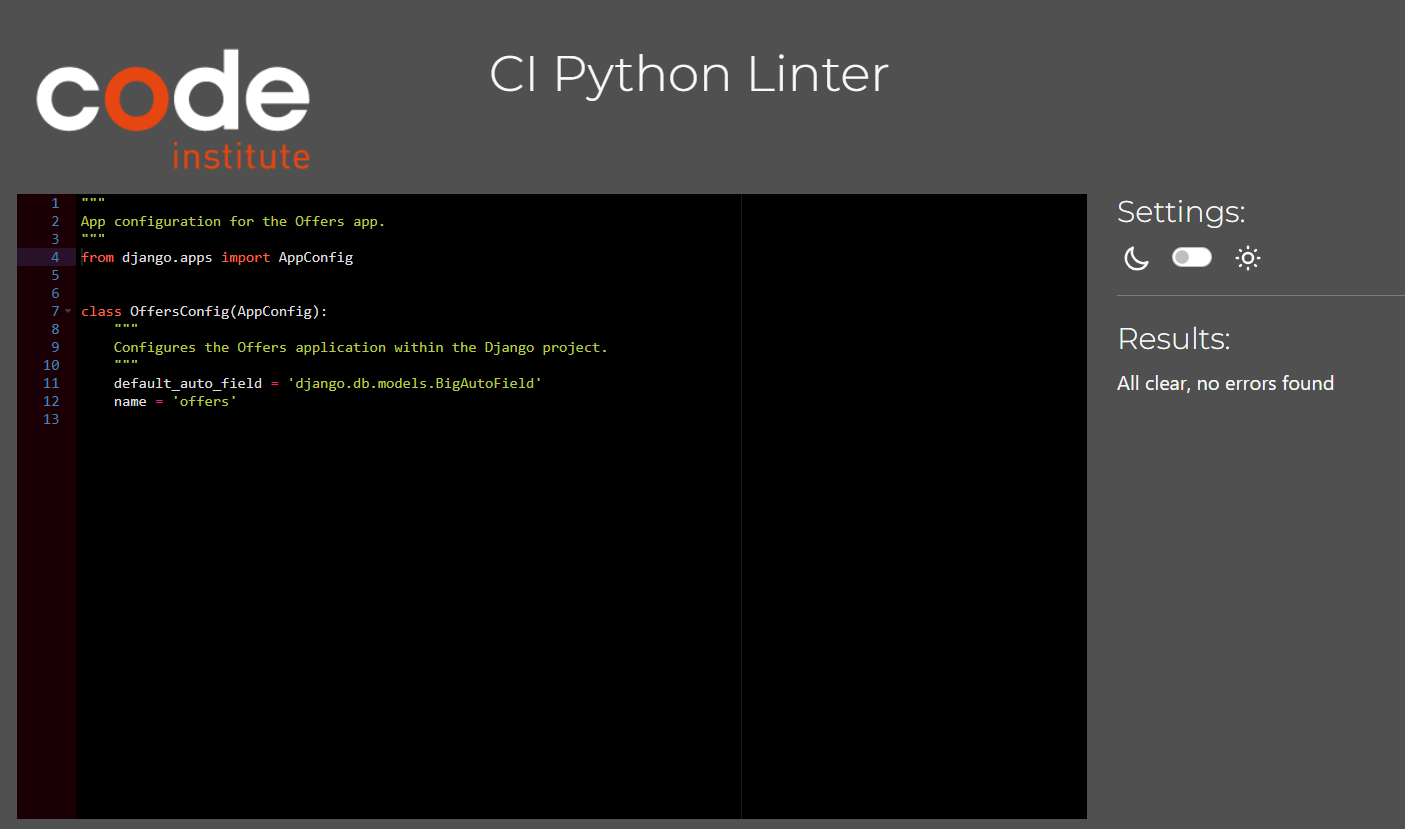 code
institute
CI Python Linter
1 """
2 App configuration for the Offers app.
3 """
4 from django.apps import AppConfig
5
6
7 class OffersConfig(AppConfig):
8     """
9     Configures the Offers application within the Django project.
10     """
11     default_auto_field = 'django.db.models.BigAutoField'
12     name = 'offers'
13
Settings:
Results:
All clear, no errors found